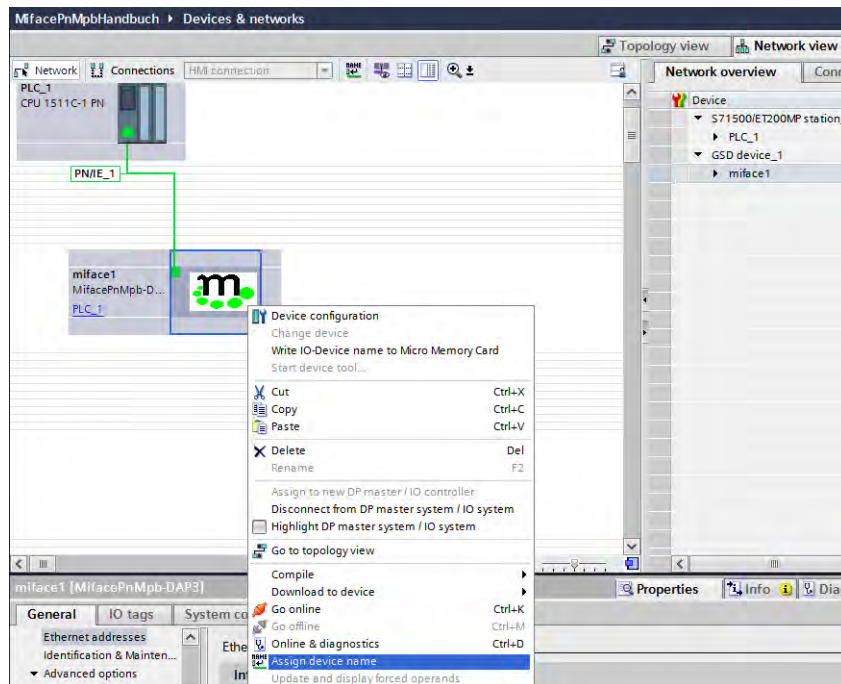 MifacePnMpbHandbuch ▸ Devices & networks
Topology view Network view
Network Connections HMI connection
Network overview
PLC_1
CPU 1511C-1 PN
PN/IE_1
miface1
MifacePnMpb-D...
PLC_1
m
Device
S71500/ET200MP station
PLC_1
GSD device_1
miface1
Device configuration
Change device
Write IO-Device name to Micro Memory Card
Start device tool...
Cut Ctrl+X
Copy Ctrl+C
Paste Ctrl+V
Delete Del
Rename F2
Assign to new DP master / IO controller
Disconnect from DP master system / IO system
Highlight DP master system / IO system
Go to topology view
Compile
Download to device
Go online Ctrl+K
Go offline Ctrl+M
Online & diagnostics Ctrl+D
NAME Assign device name
Update and display forced operands
miface1 [MifacePnMpb-DAP3]
Properties Info Dia
General IO tags System co
Ethernet addresses
Identification & Mainten...
Advanced options
Ethe
In